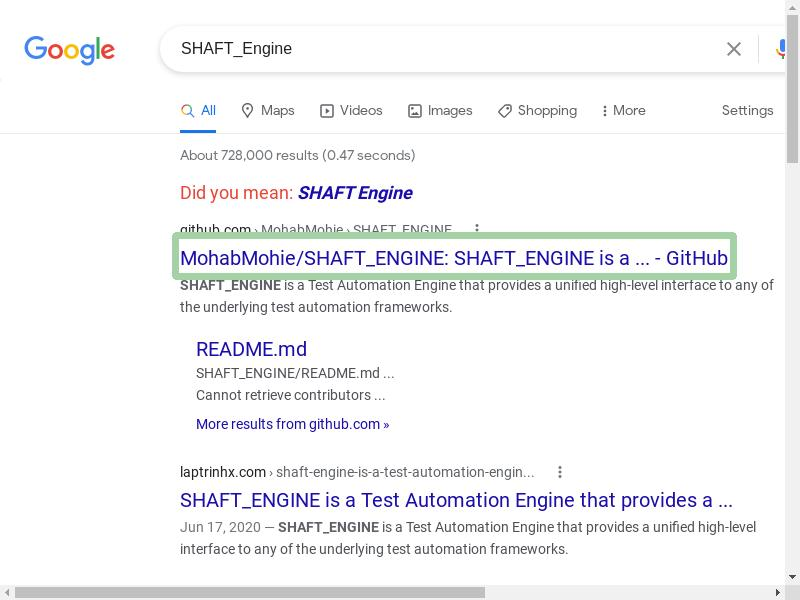 Google
SHAFT_Engine
All Maps Videos Images Shopping More Settings
About 728,000 results (0.47 seconds)
Did you mean: SHAFT Engine
github.com › MohabMohie › SHAFT_ENGINE
MohabMohie/SHAFT_ENGINE: SHAFT_ENGINE is a ... - GitHub
SHAFT_ENGINE is a Test Automation Engine that provides a unified high-level interface to any of
the underlying test automation frameworks.
README.md
SHAFT_ENGINE/README.md ...
Cannot retrieve contributors ...
More results from github.com »
laptrinhx.com › shaft-engine-is-a-test-automation-engin...
SHAFT_ENGINE is a Test Automation Engine that provides a ...
Jun 17, 2020 — SHAFT_ENGINE is a Test Automation Engine that provides a unified high-level
interface to any of the underlying test automation frameworks.